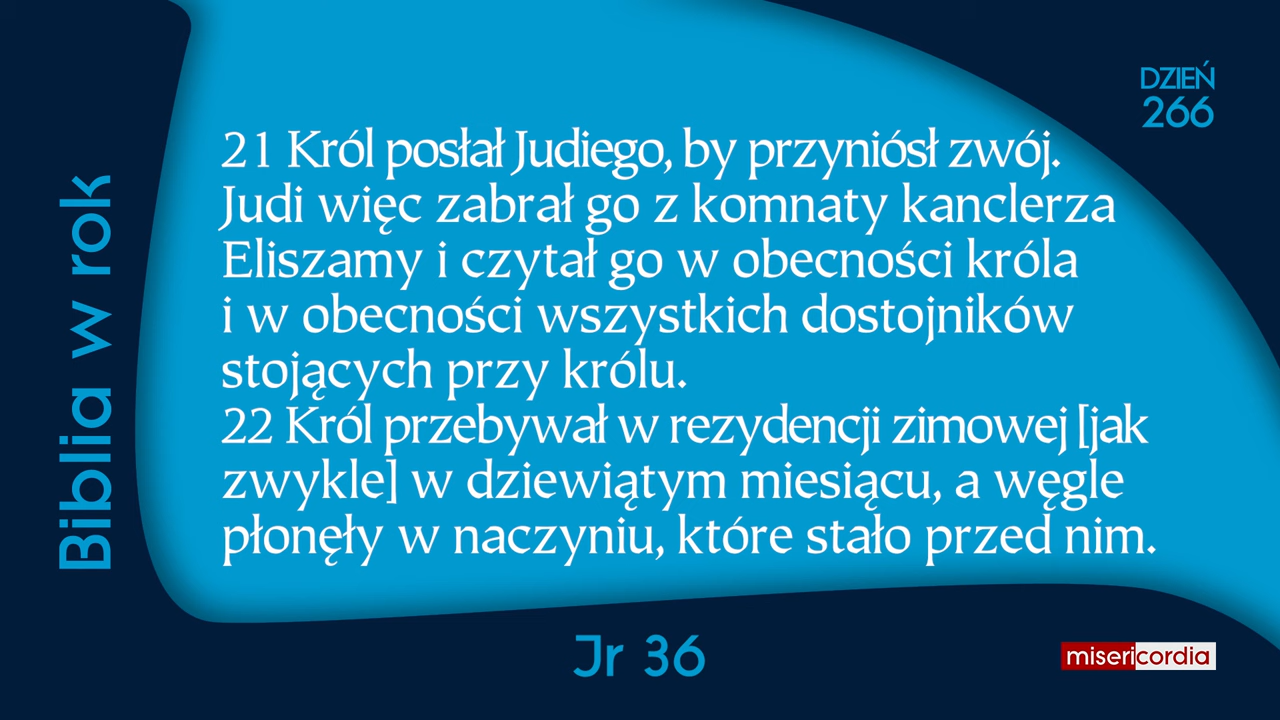 DZIEŃ
266
21 Król posłał Judiego, by przyniósł zwój.
Judi więc zabrał go z komnaty kanclerza
Eliszamy i czytał go w obecności króla
i w obecności wszystkich dostojników
stojących przy królu.
22 Król przebywał w rezydencji zimowej [jak
zwykle] w dziewiątym miesiącu, a węgle
płonęły w naczyniu, które stało przed nim.
Biblia w rok
Jr 36
misericordia